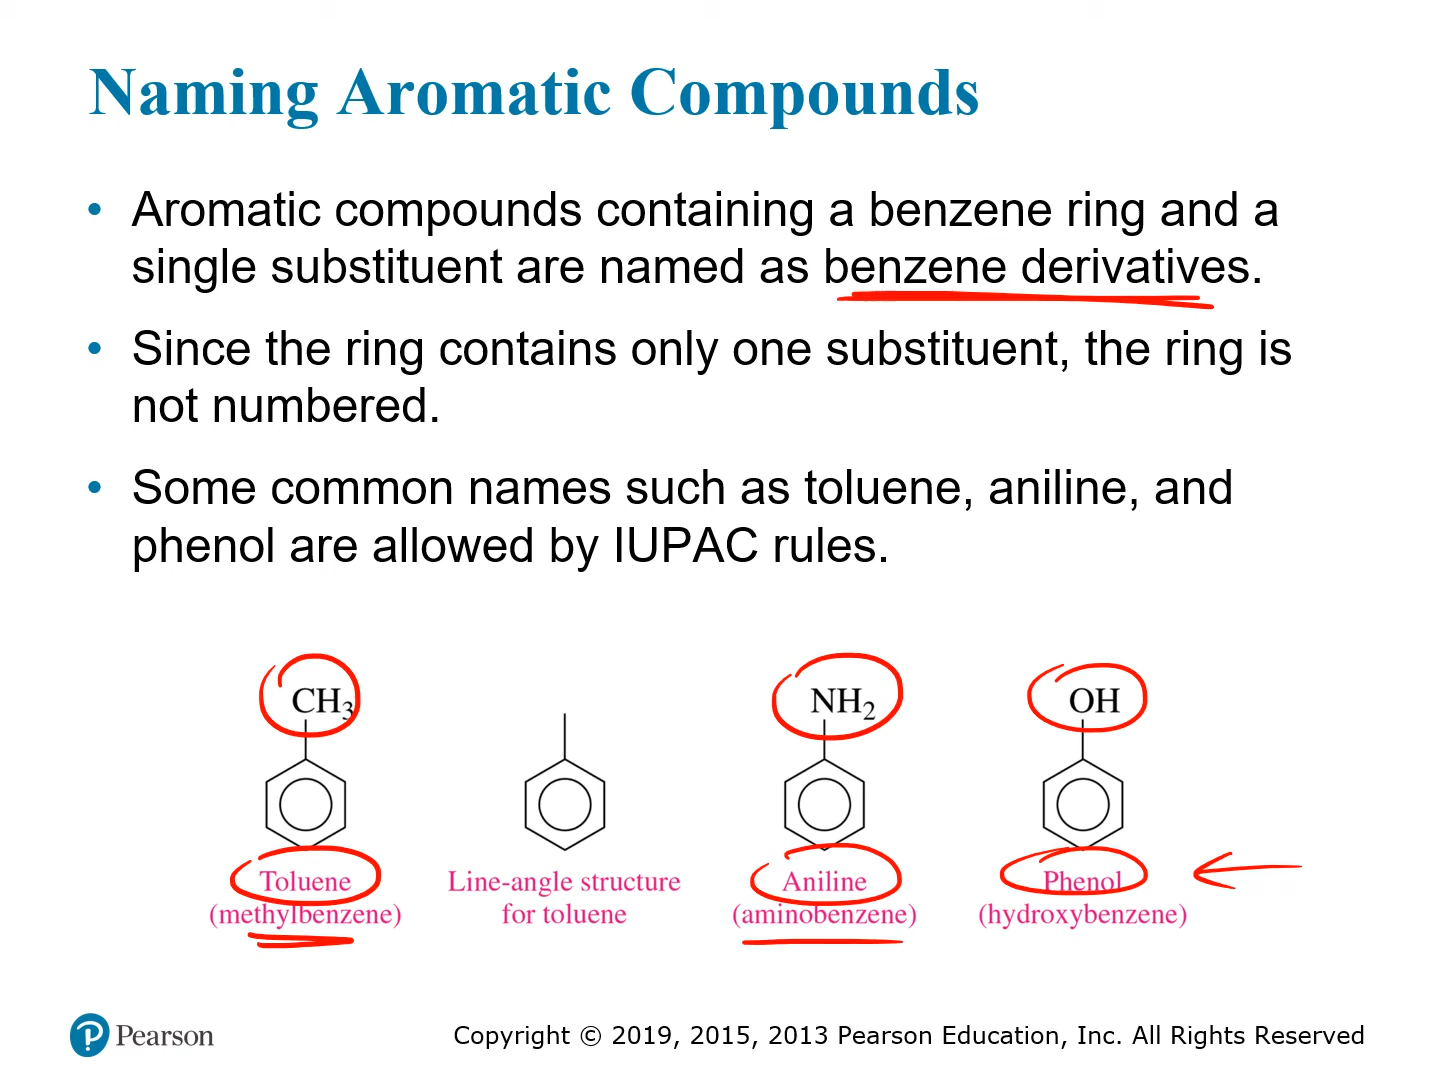 Naming Aromatic Compounds
• Aromatic compounds containing a benzene ring and a
single substituent are named as benzene derivatives.
• Since the ring contains only one substituent, the ring is
not numbered.
• Some common names such as toluene, aniline, and
phenol are allowed by IUPAC rules.
CH3
NH2
OH
Toluene
(methylbenzene)
Line-angle structure
for toluene
Aniline
(aminobenzene)
Phenol
(hydroxybenzene)
P Pearson
Copyright © 2019, 2015, 2013 Pearson Education, Inc. All Rights Reserved